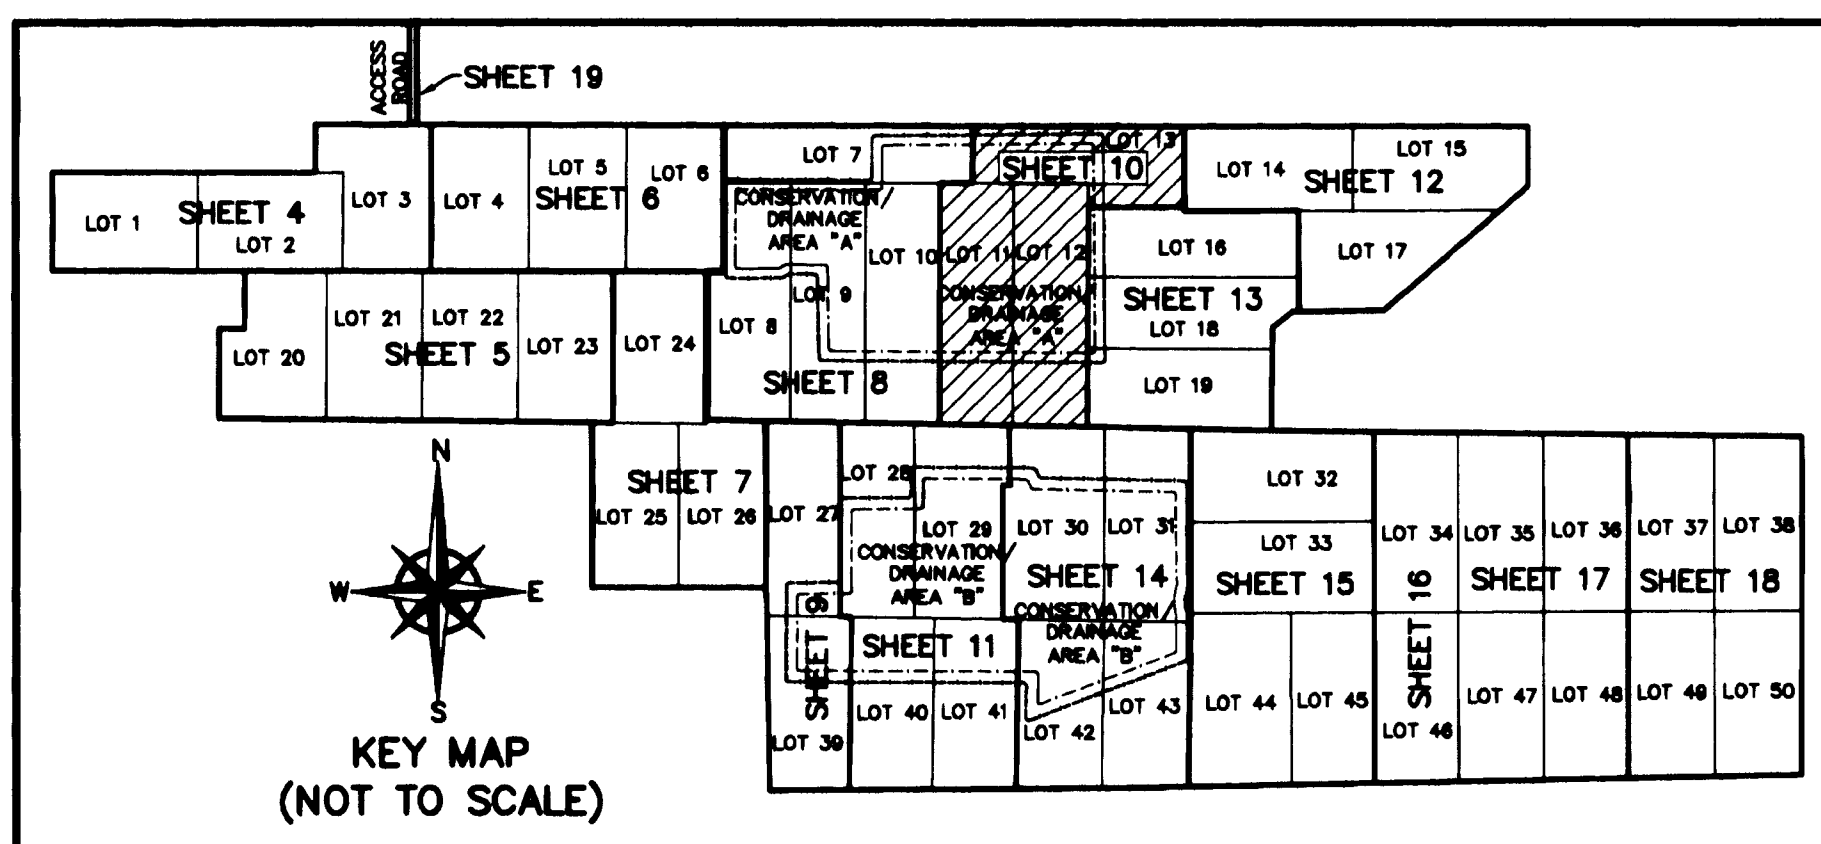 ACCESS
ROAD
SHEET 19
LOT 1
SHEET 4
LOT 2
LOT 3
LOT 4
LOT 5
SHEET 6
LOT 6
LOT 7
LOT 13
SHEET 10
LOT 14
LOT 15
SHEET 12
CONSERVATION/
DRAINAGE
AREA "A"
LOT 10
LOT 11
LOT 12
LOT 16
LOT 17
LOT 20
LOT 21
LOT 22
SHEET 5
LOT 23
LOT 24
LOT 8
LOT 9
SHEET 8
CONSERVATION/
DRAINAGE
AREA "A"
SHEET 13
LOT 18
LOT 19
SHEET 7
LOT 25
LOT 26
LOT 27
LOT 28
LOT 29
CONSERVATION/
DRAINAGE
AREA "B"
LOT 30
LOT 31
SHEET 14
CONSERVATION/
DRAINAGE
AREA "B"
LOT 32
LOT 33
SHEET 15
LOT 34
SHEET 16
LOT 35
LOT 36
SHEET 17
LOT 37
LOT 38
SHEET 18
SHEET 9
SHEET 11
LOT 39
LOT 40
LOT 41
LOT 42
LOT 43
LOT 44
LOT 45
LOT 46
LOT 47
LOT 48
LOT 49
LOT 50
N
W
E
S
KEY MAP
(NOT TO SCALE)